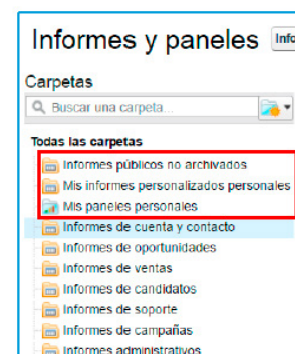 Informes y paneles
Carpetas
Buscar una carpeta...
Todas las carpetas
Informes públicos no archivados
Mis informes personalizados personales
Mis paneles personales
Informes de cuenta y contacto
Informes de oportunidades
Informes de ventas
Informes de candidatos
Informes de soporte
Informes de campañas
Informes administrativos